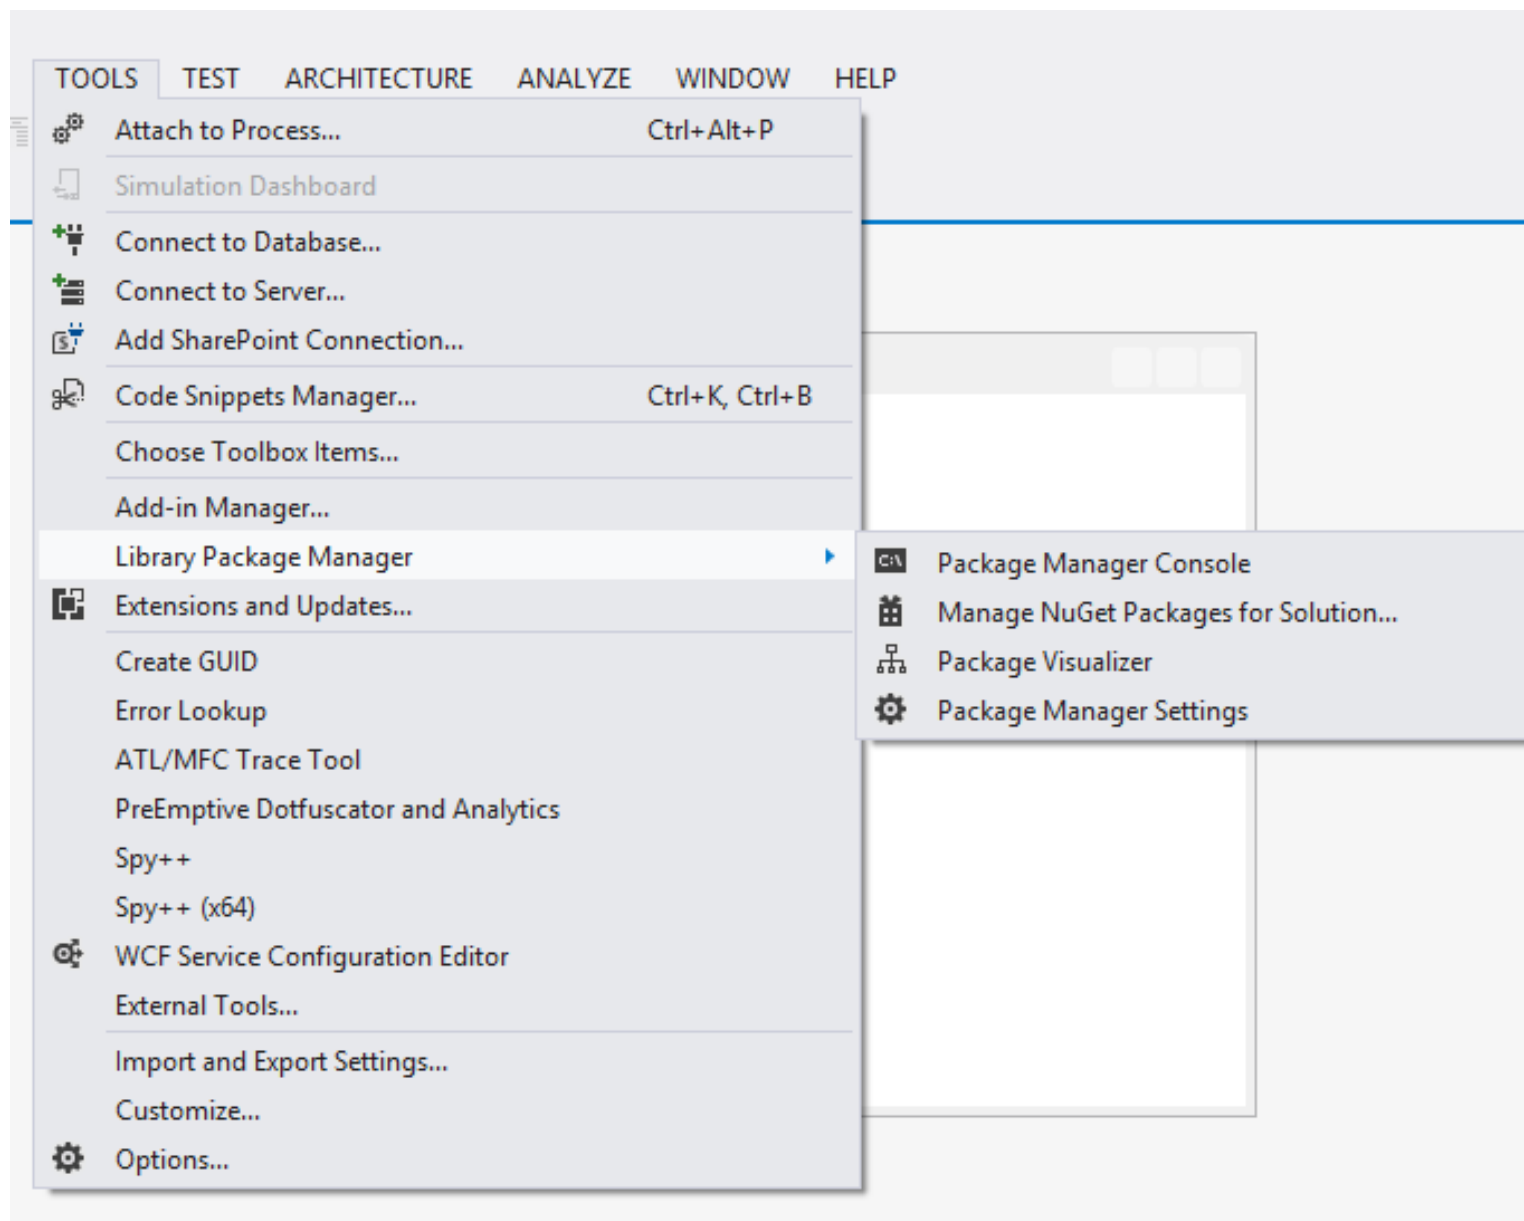 TOOLS TEST ARCHITECTURE ANALYZE WINDOW HELP
Attach to Process... Ctrl+Alt+P
Simulation Dashboard
Connect to Database...
Connect to Server...
Add SharePoint Connection...
Code Snippets Manager... Ctrl+K, Ctrl+B
Choose Toolbox Items...
Add-in Manager...
Library Package Manager
Extensions and Updates...
Create GUID
Error Lookup
ATL/MFC Trace Tool
PreEmptive Dotfuscator and Analytics
Spy++
Spy++ (x64)
WCF Service Configuration Editor
External Tools...
Import and Export Settings...
Customize...
Options...
C:\ Package Manager Console
Manage NuGet Packages for Solution...
Package Visualizer
Package Manager Settings